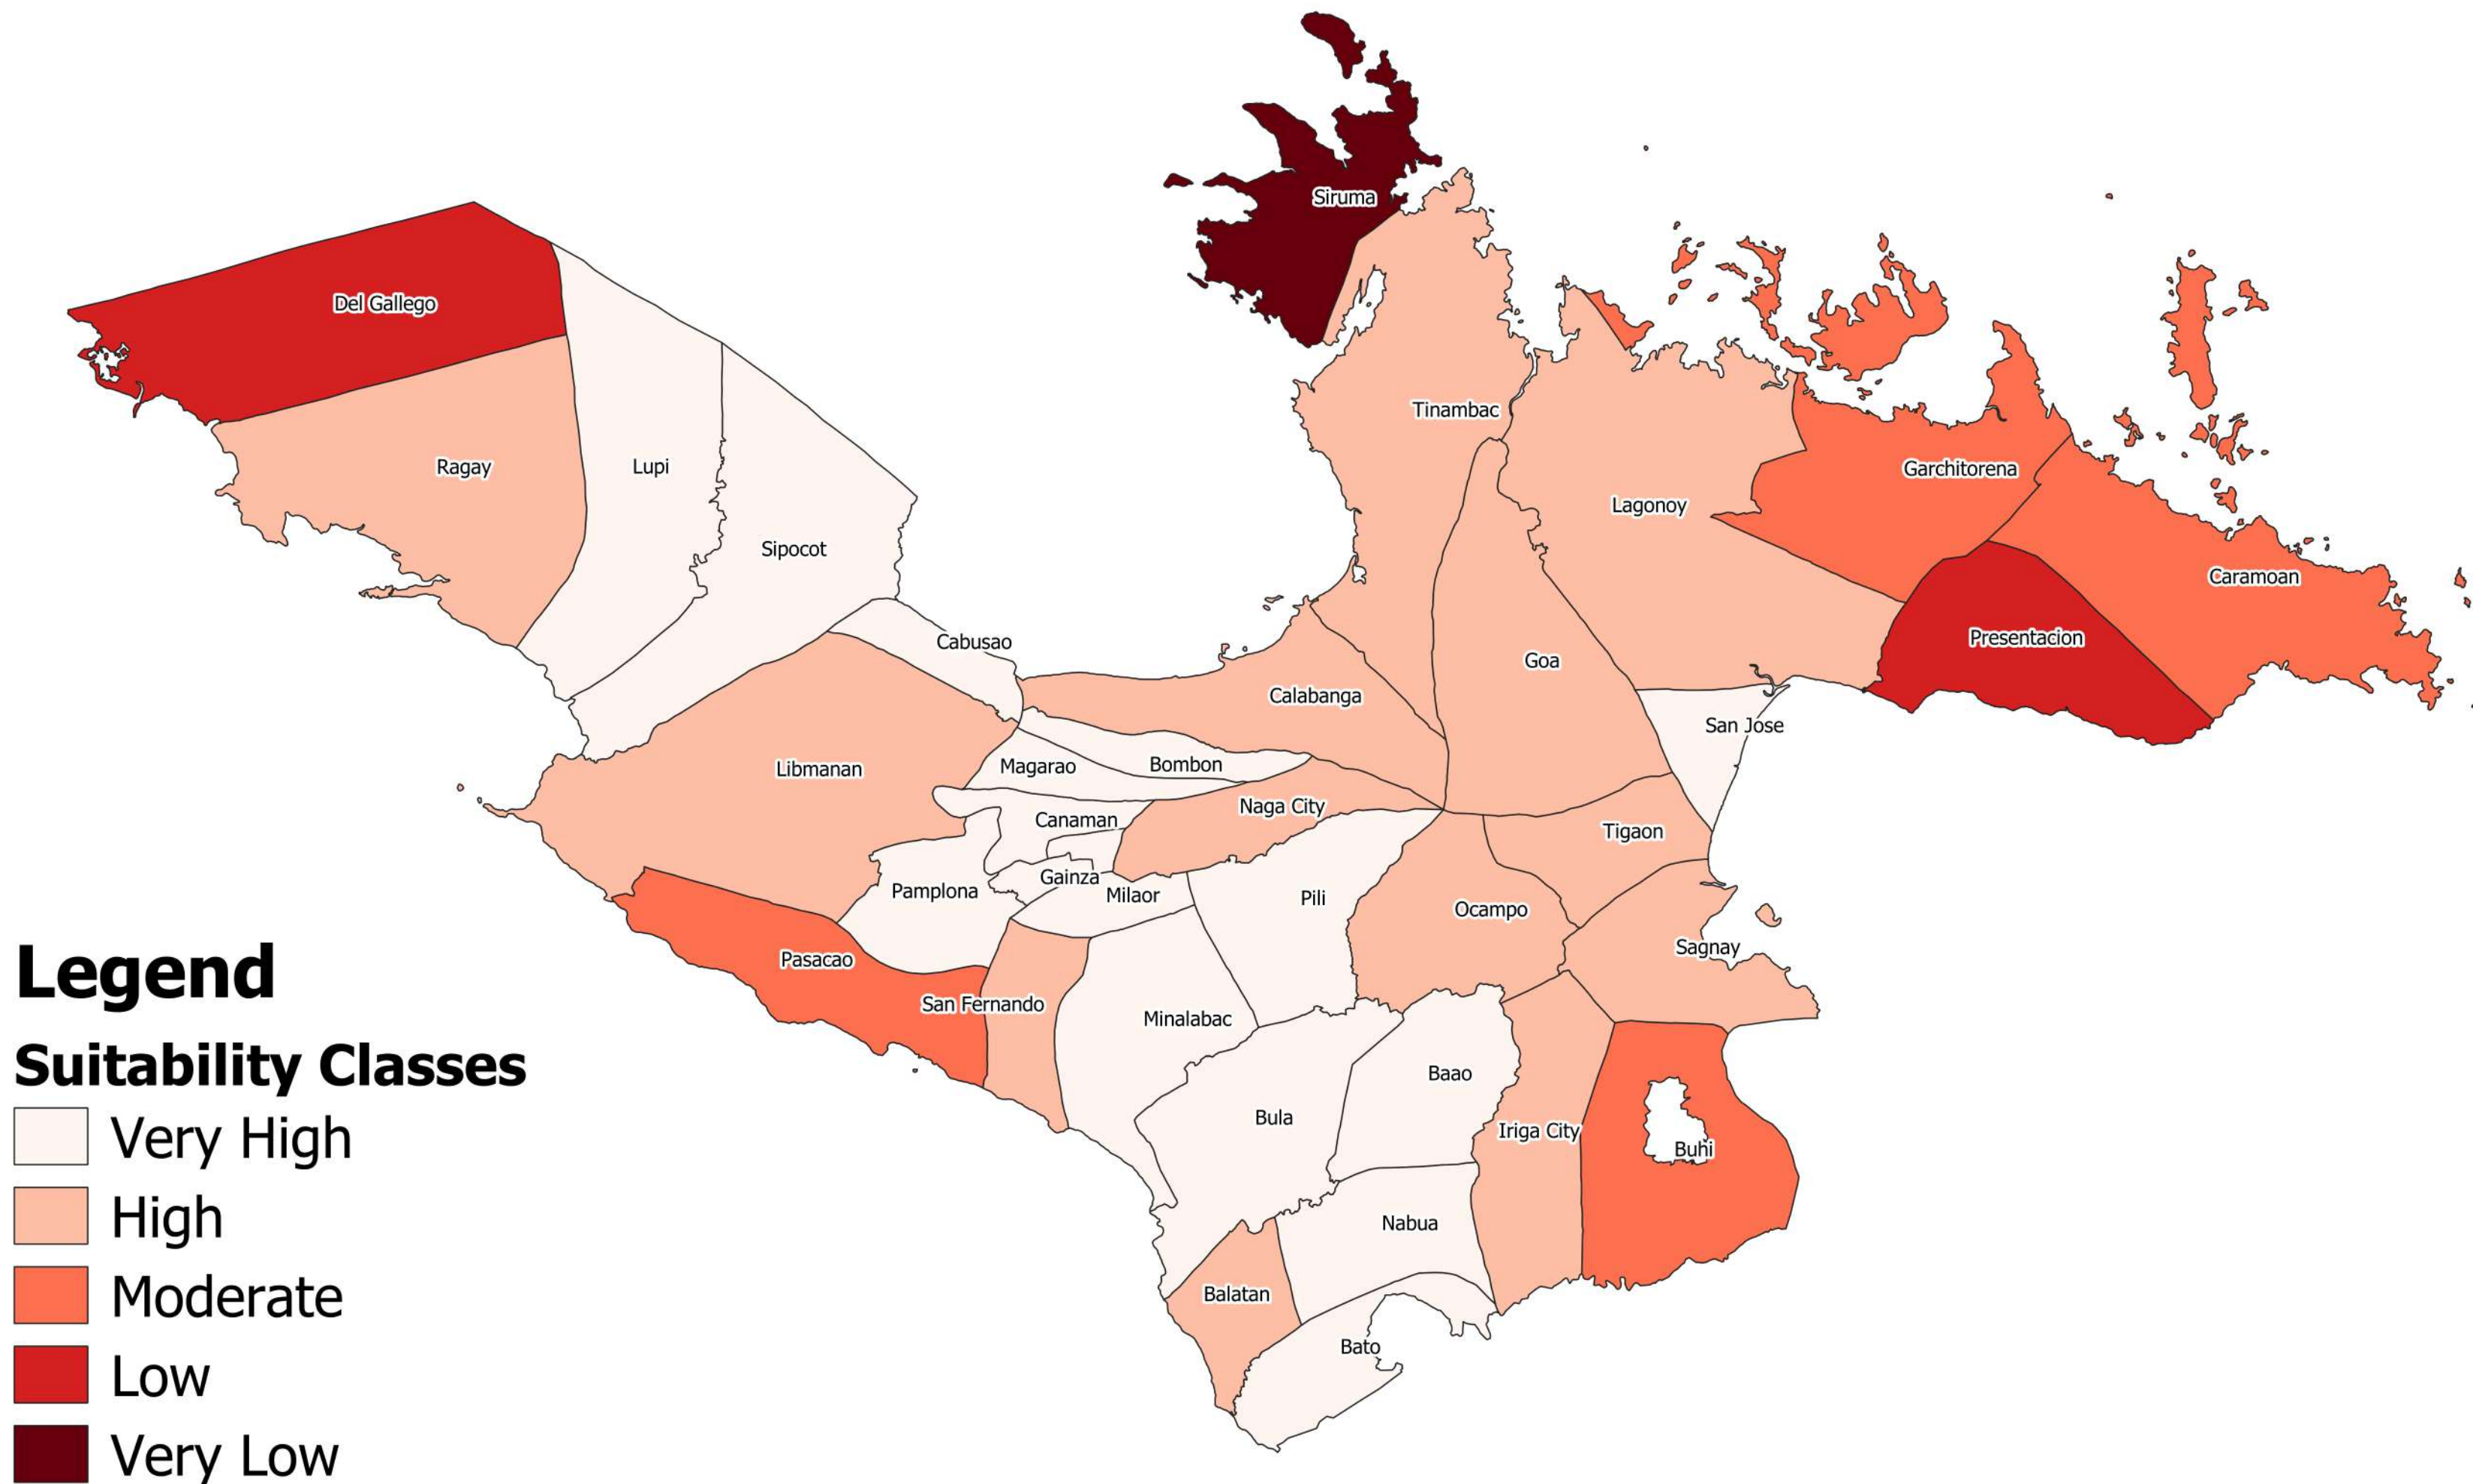 Siruma
Del Gallego
Tinambac
Ragay
Lupi
Garchitorena
Lagonoy
Sipocot
Caramoan
Presentacion
Cabusao
Goa
Calabanga
San Jose
Libmanan
Magarao
Bombon
Naga City
Canaman
Tigaon
Gainza
Pamplona
Milaor
Pili
Ocampo
Sagnay
Pasacao
San Fernando
Minalabac
Baao
Bula
Iriga City
Buhi
Nabua
Balatan
Bato
Legend
Suitability Classes
Very High
High
Moderate
Low
Very Low